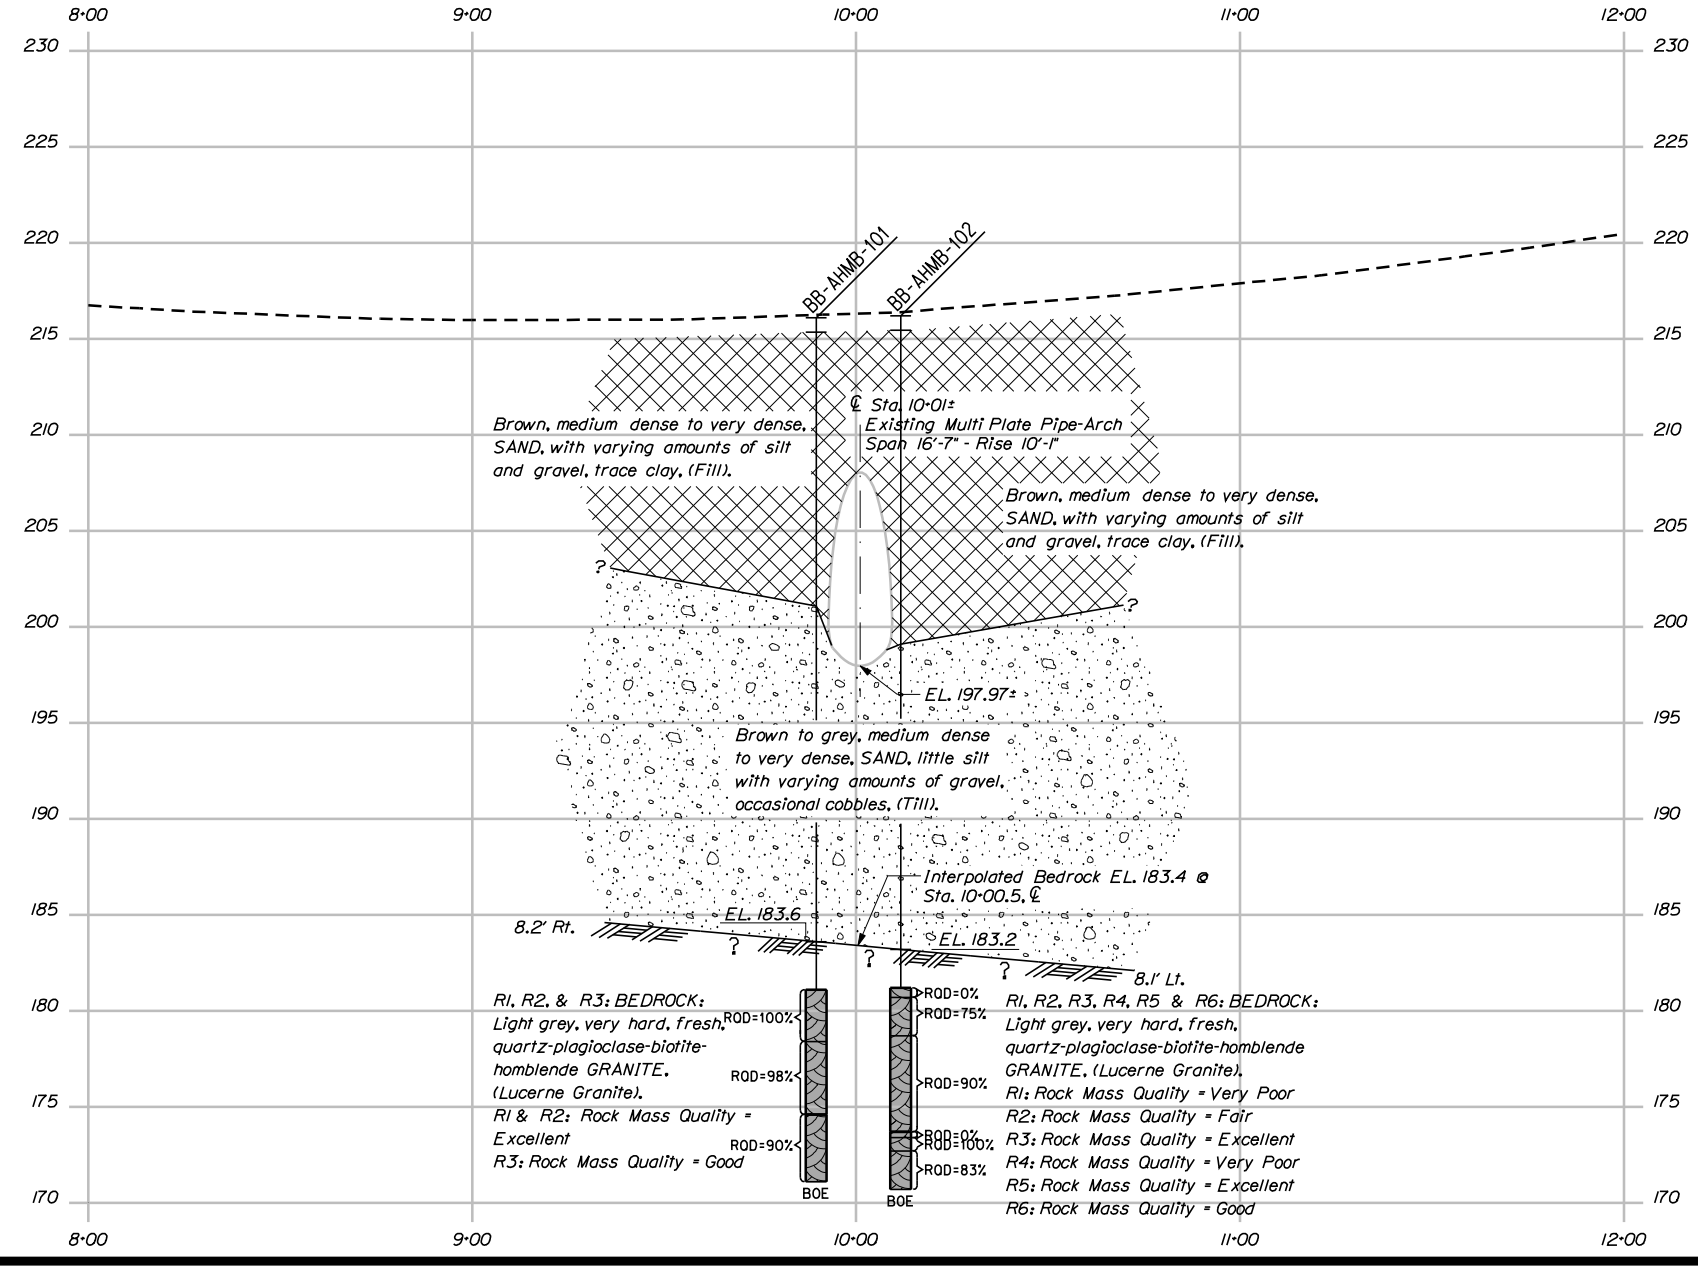 8+00 9+00 10+00 11+00 12+00
230 230
225 225
220 220
BB-AHMB-101
BB-AHMB-102
215 215
℄ Sta. 10+01±
Existing Multi Plate Pipe-Arch
Span 16'-7" - Rise 10'-1"
Brown, medium dense to very dense,
SAND, with varying amounts of silt
and gravel, trace clay, (Fill).
210 210
Brown, medium dense to very dense,
SAND, with varying amounts of silt
and gravel, trace clay, (Fill).
205 205
?
?
200 200
EL. 197.97±
195 195
Brown to grey, medium dense
to very dense, SAND, little silt
with varying amounts of gravel,
occasional cobbles, (Till).
190 190
Interpolated Bedrock EL. 183.4 @
Sta. 10+00.5, ℄
185 185
8.2' Rt.
EL. 183.6
EL. 183.2
? ? ?
8.1' Lt.
180 180
R1, R2, & R3: BEDROCK:
Light grey, very hard, fresh,
quartz-plagioclase-biotite-
homblende GRANITE,
(Lucerne Granite).
R1 & R2: Rock Mass Quality =
Excellent
R3: Rock Mass Quality = Good
RQD=100%
RQD=98%
RQD=90%
BOE
RQD=0%
RQD=75%
RQD=90%
RQD=0%
RQD=100%
RQD=83%
BOE
R1, R2, R3, R4, R5 & R6: BEDROCK:
Light grey, very hard, fresh,
quartz-plagioclase-biotite-homblende
GRANITE, (Lucerne Granite).
R1: Rock Mass Quality = Very Poor
R2: Rock Mass Quality = Fair
R3: Rock Mass Quality = Excellent
R4: Rock Mass Quality = Very Poor
R5: Rock Mass Quality = Excellent
R6: Rock Mass Quality = Good
175 175
170 170
8+00 9+00 10+00 11+00 12+00